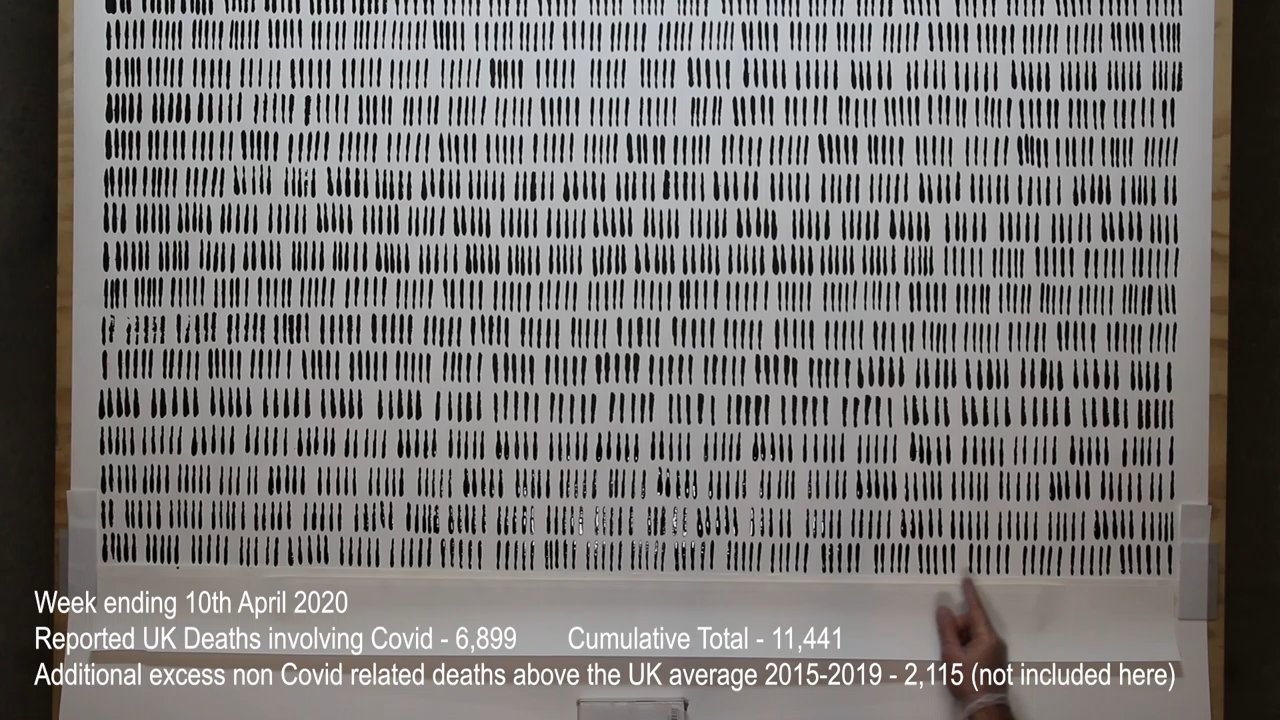 Week ending 10th April 2020
Reported UK Deaths involving Covid - 6,899 Cumulative Total - 11,441
Additional excess non Covid related deaths above the UK average 2015-2019 - 2,115 (not included here)